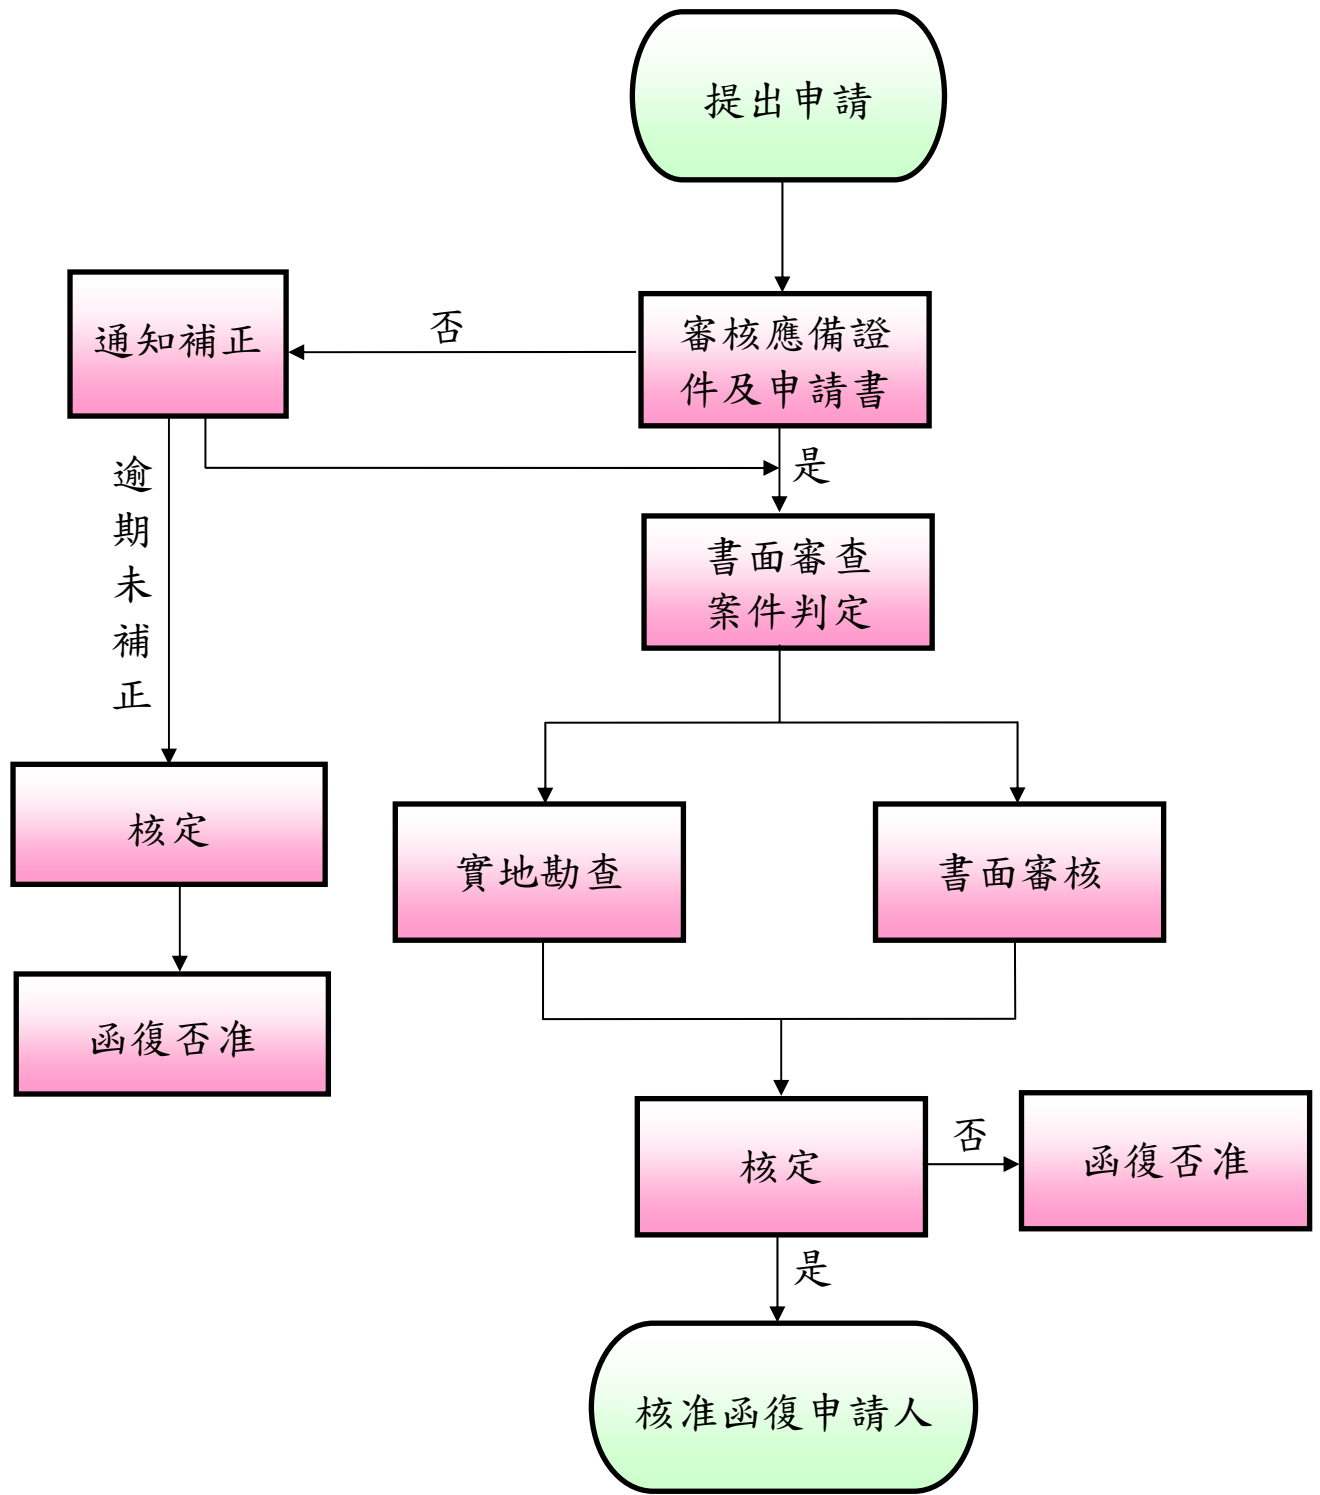 提出申請
通知補正
否
審核應備證
件及申請書
是
逾
期
未
補
正
書面審查
案件判定
核定
實地勘查
書面審核
函復否准
核定
否
函復否准
是
核准函復申請人